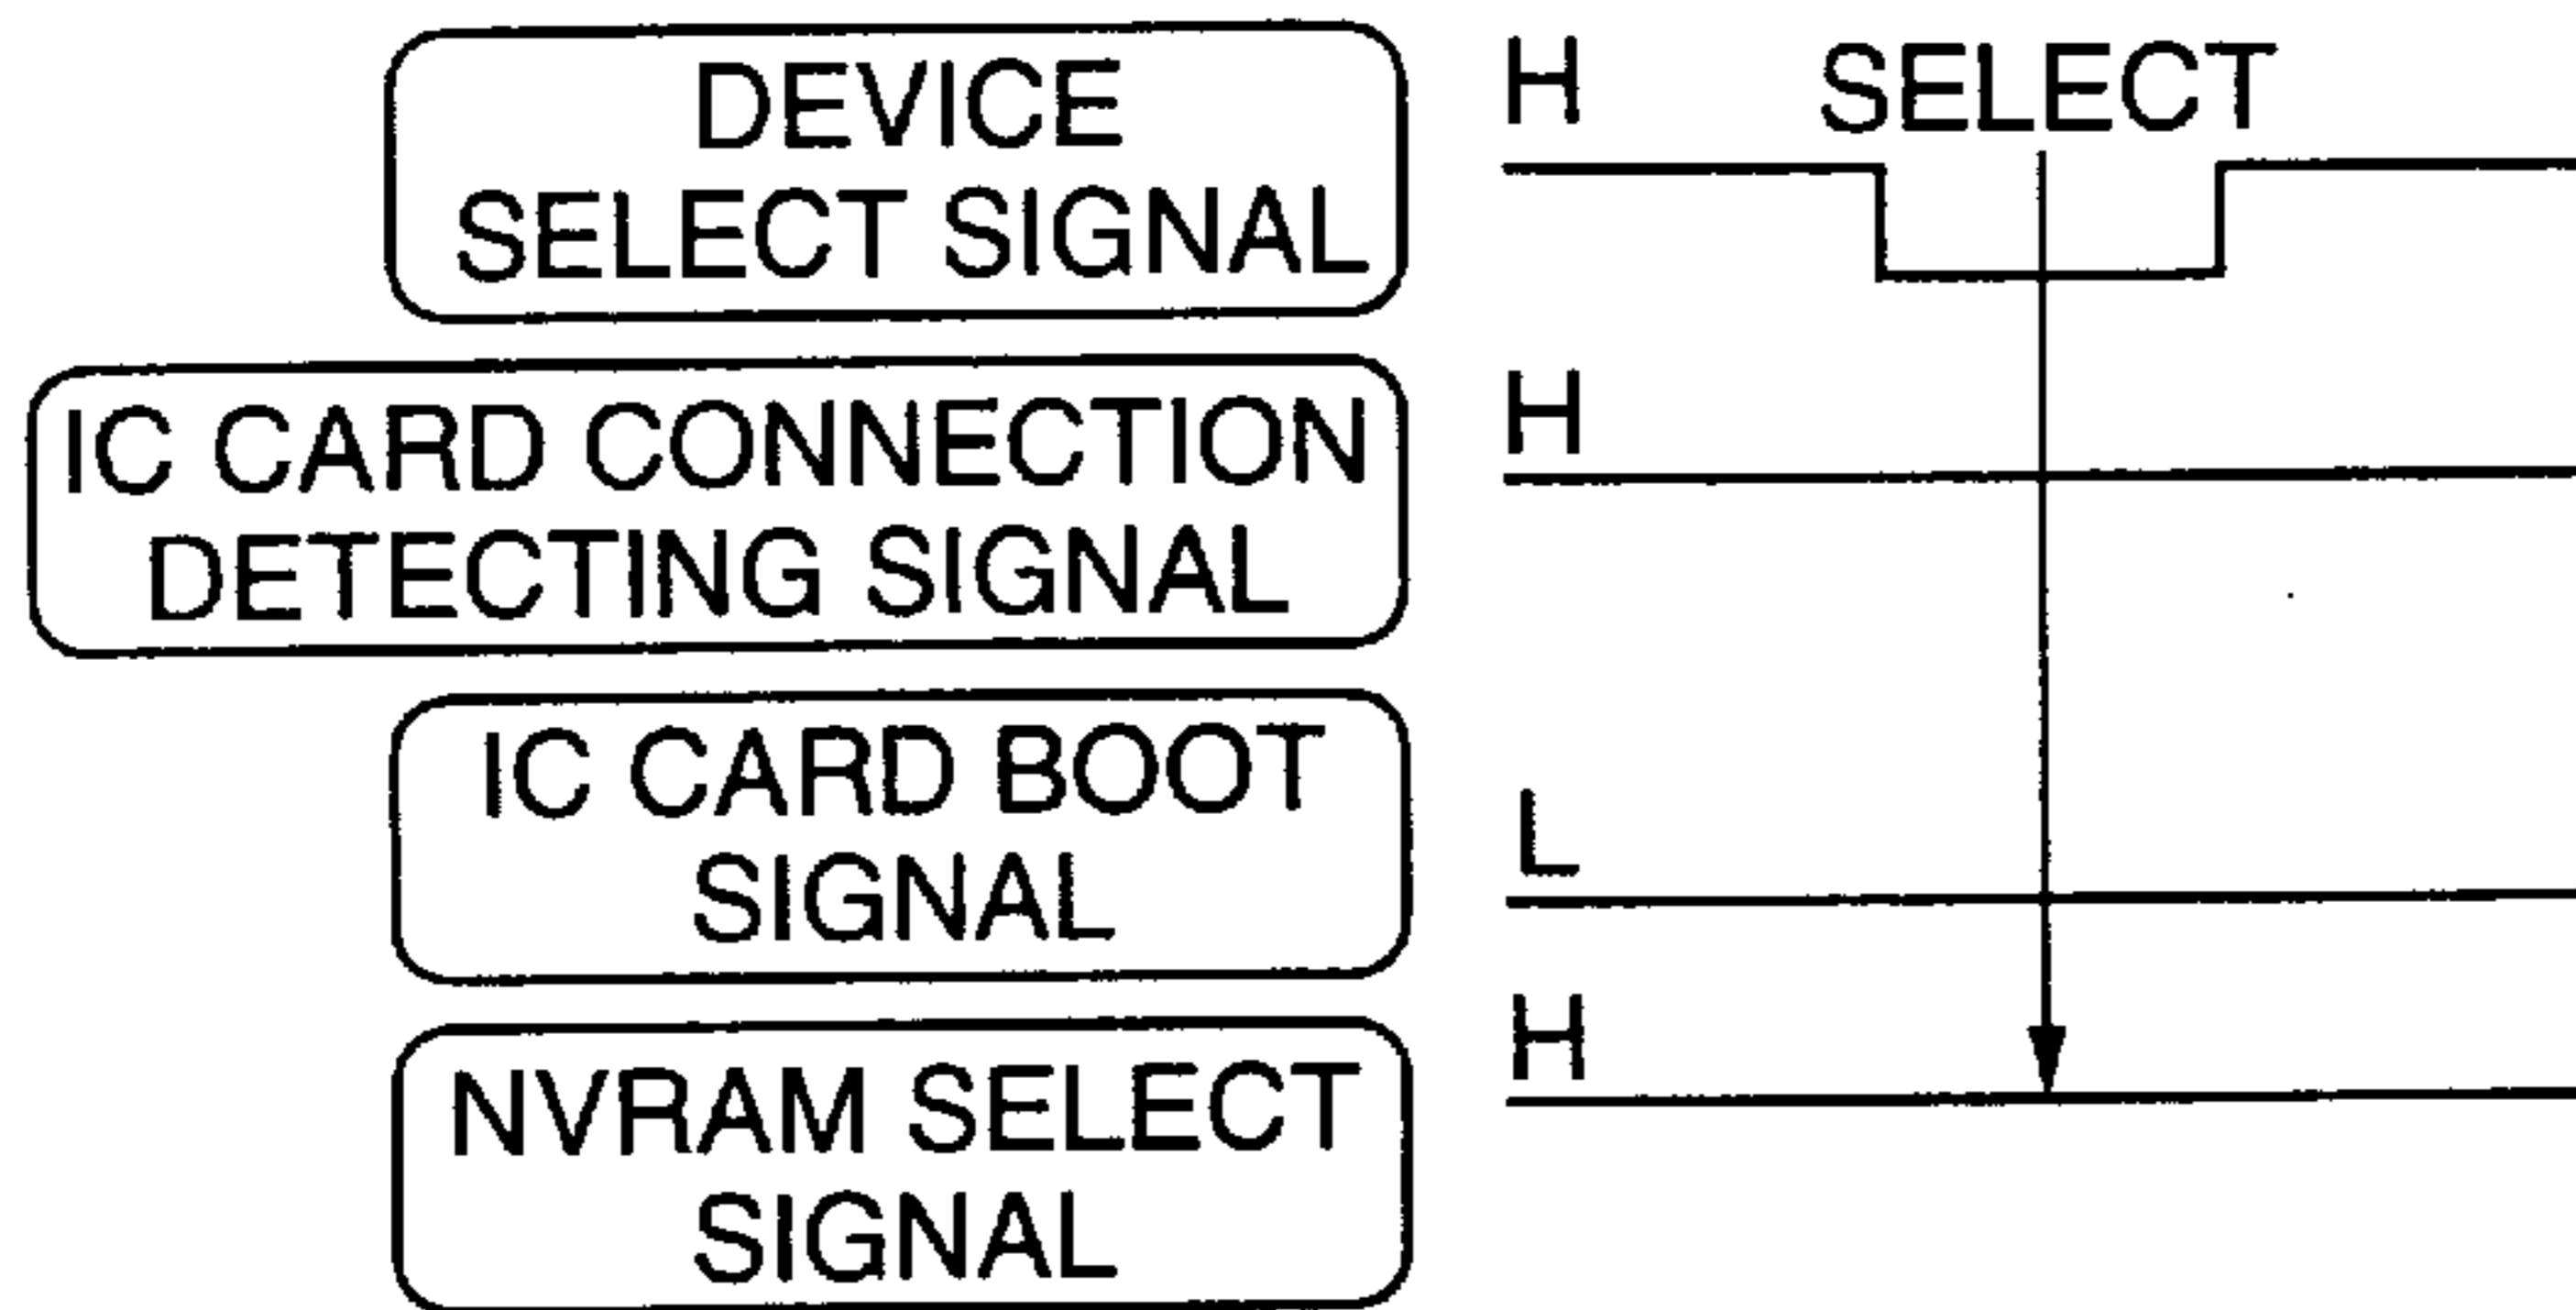 DEVICE
SELECT SIGNAL
H
SELECT
IC CARD CONNECTION
DETECTING SIGNAL
H
IC CARD BOOT
SIGNAL
L
NVRAM SELECT
SIGNAL
H